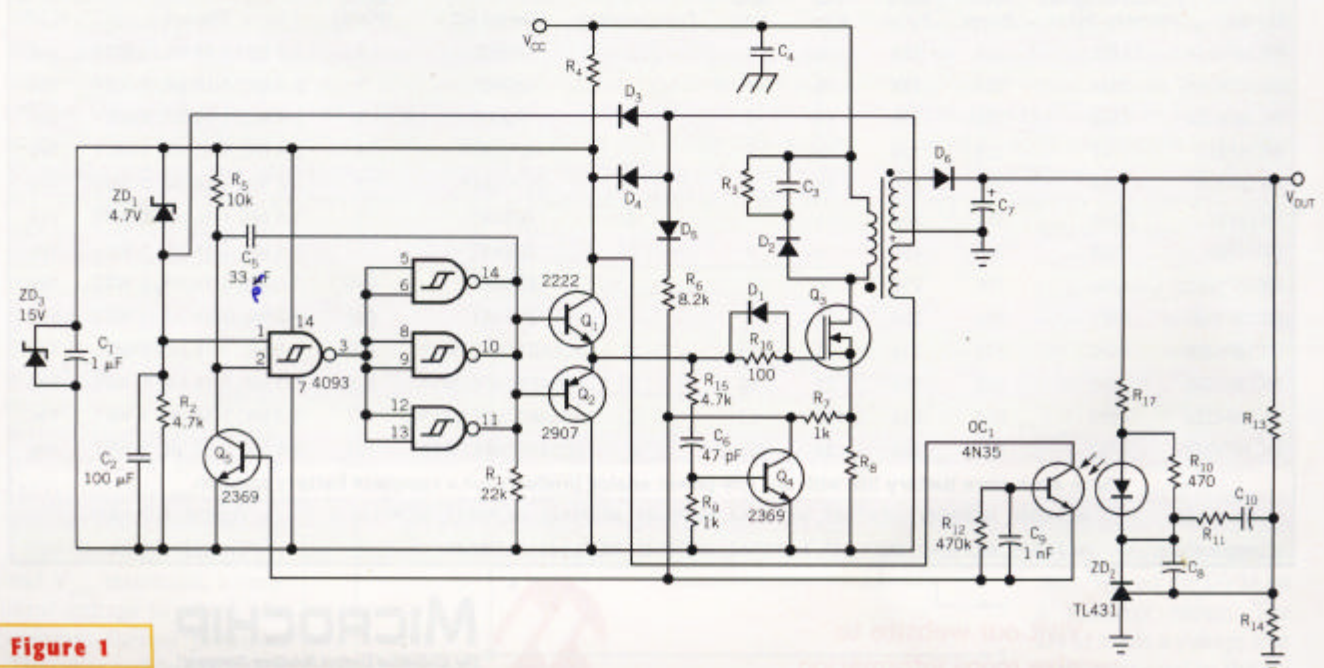 VCC
R4
C4
D3
D6
ZD1
4.7V
R5
10k
D4
R3
C3
C7
VOUT
C5
33 µF
D5
D2
2222
R6
8.2k
D1
Q3
ZD3
15V
C1
1 µF
5
6
14
Q1
1
14
2
3
8
9
10
R16
100
R17
7
4093
R2
4.7k
Q2
R15
4.7k
R7
1k
OC1
4N35
R13
12
13
11
2907
C2
100 µF
Q5
2369
C6
47 pF
R8
R10
470
C10
R1
22k
Q4
R9
1k
2369
R12
470k
C9
1 nF
R11
ZD2
TL431
C8
R14
MICROCHIP
Figure 1